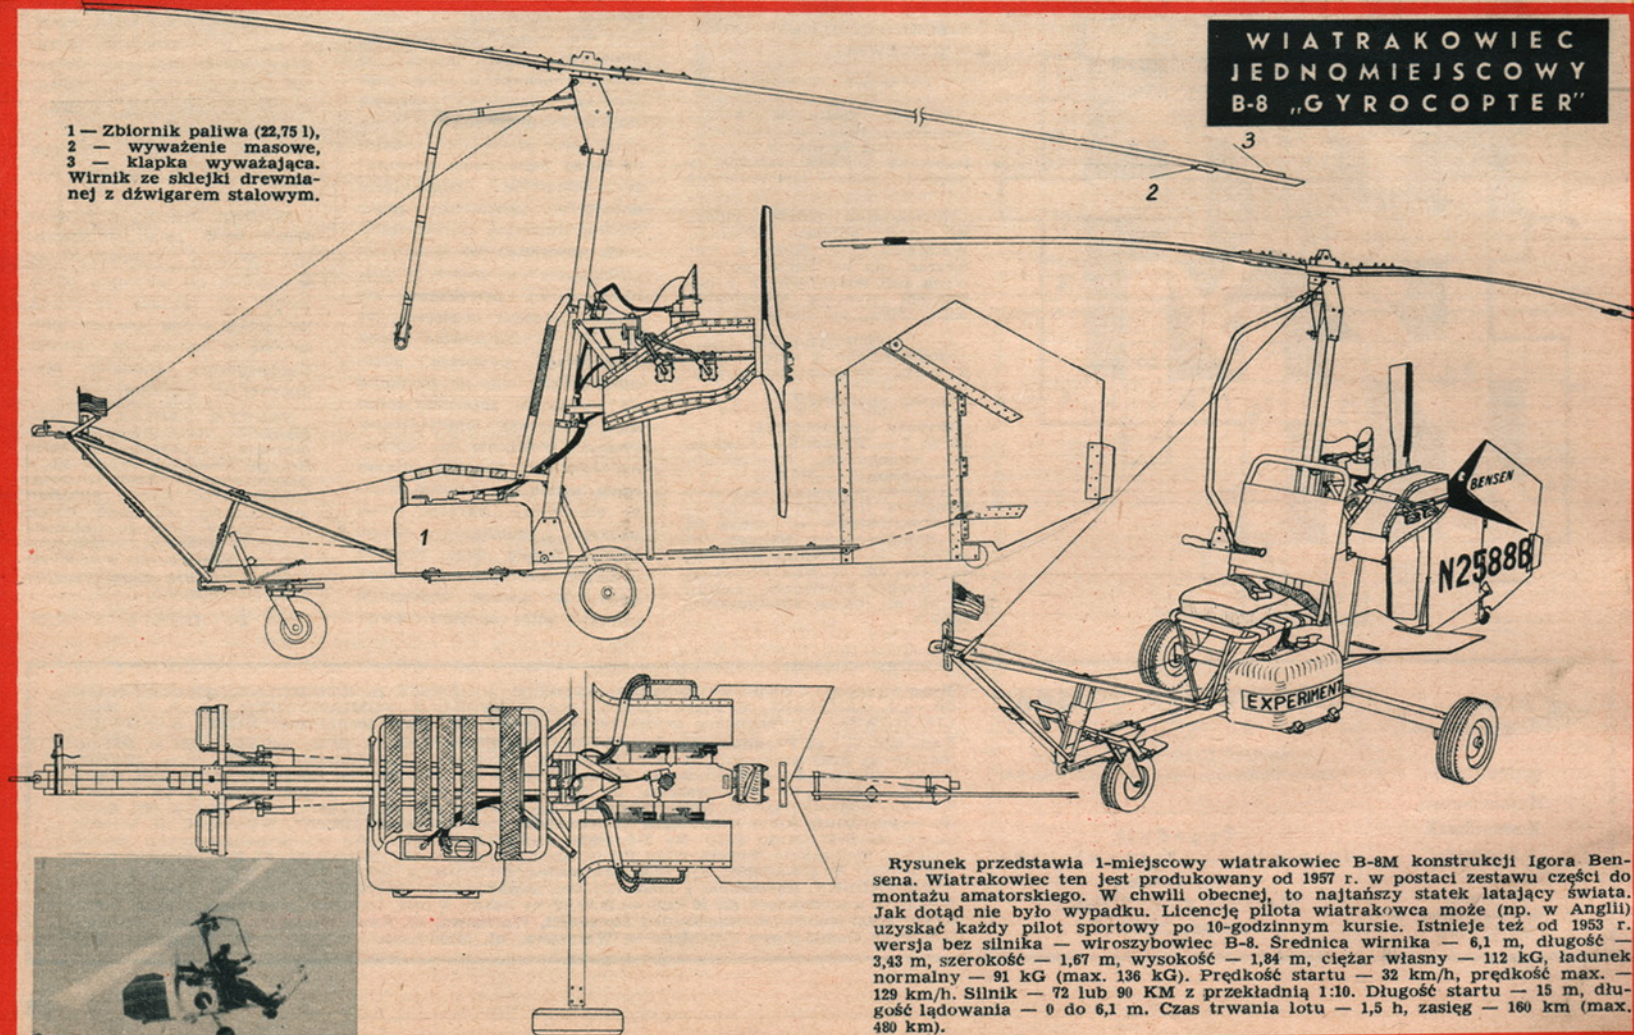 WIATRAKOWIEC
JEDNOMIEJSCOWY
B-8 „GYROCOPTER”
1 — Zbiornik paliwa (22,75 l),
2 — wyważenie masowe,
3 — klapka wyważająca.
Wirnik ze sklejki drewnia-
nej z dźwigarem stalowym.
3
2
1
BENSEN
N2588B
EXPERIMENT
Rysunek przedstawia 1-miejscowy wiatrakowiec B-8M konstrukcji Igora Ben-
sena. Wiatrakowiec ten jest produkowany od 1957 r. w postaci zestawu części do
montażu amatorskiego. W chwili obecnej, to najtańszy statek latający świata.
Jak dotąd nie było wypadku. Licencję pilota wiatrakowca może (np. w Anglii)
uzyskać każdy pilot sportowy po 10-godzinnym kursie. Istnieje też od 1953 r.
wersja bez silnika — wiroszybowiec B-8. Średnica wirnika — 6,1 m, długość —
3,43 m, szerokość — 1,67 m, wysokość — 1,84 m, ciężar własny — 112 kG, ładunek
normalny — 91 kG (max. 136 kG). Prędkość startu — 32 km/h, prędkość max. —
129 km/h. Silnik — 72 lub 90 KM z przekładnią 1:10. Długość startu — 15 m, dłu-
gość lądowania — 0 do 6,1 m. Czas trwania lotu — 1,5 h, zasięg — 160 km (max.
480 km).